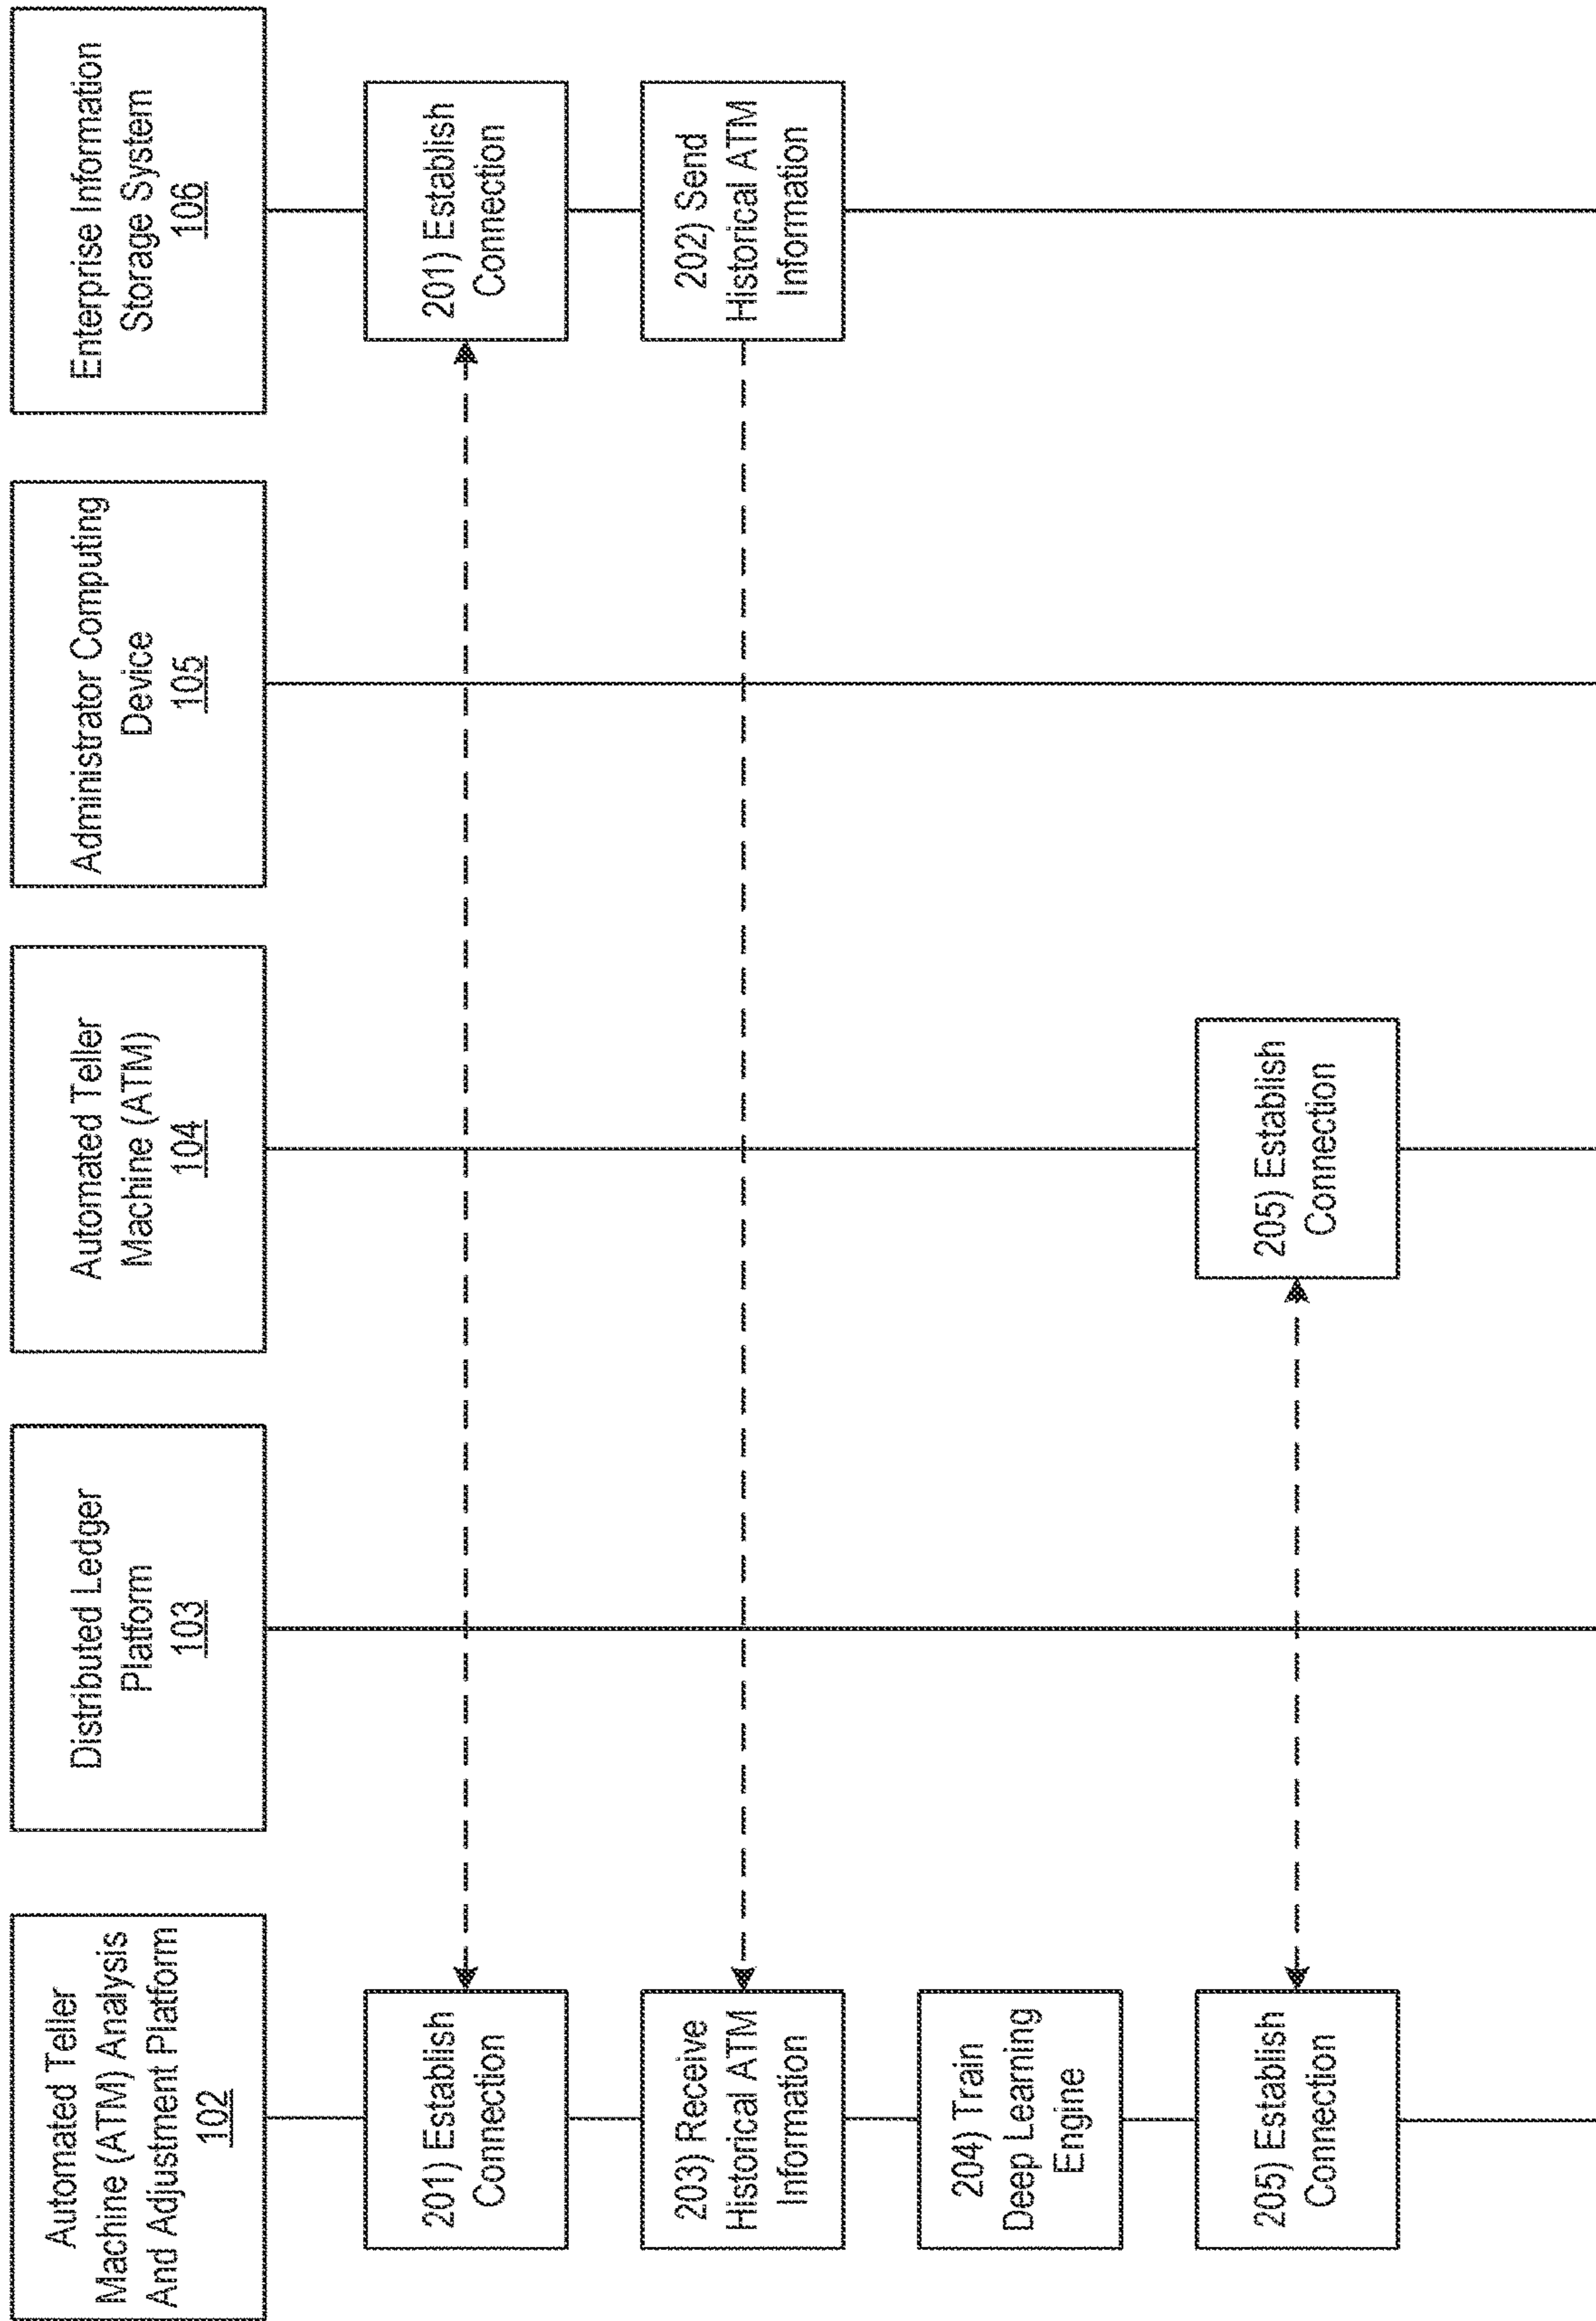 Automated Teller
Machine (ATM) Analysis
And Adjustment Platform
102
Distributed Ledger
Platform
103
Automated Teller
Machine (ATM)
104
Administrator Computing
Device
105
Enterprise Information
Storage System
106
201) Establish
Connection
201) Establish
Connection
203) Receive
Historical ATM
Information
202) Send
Historical ATM
Information
204) Train
Deep Learning
Engine
205) Establish
Connection
205) Establish
Connection